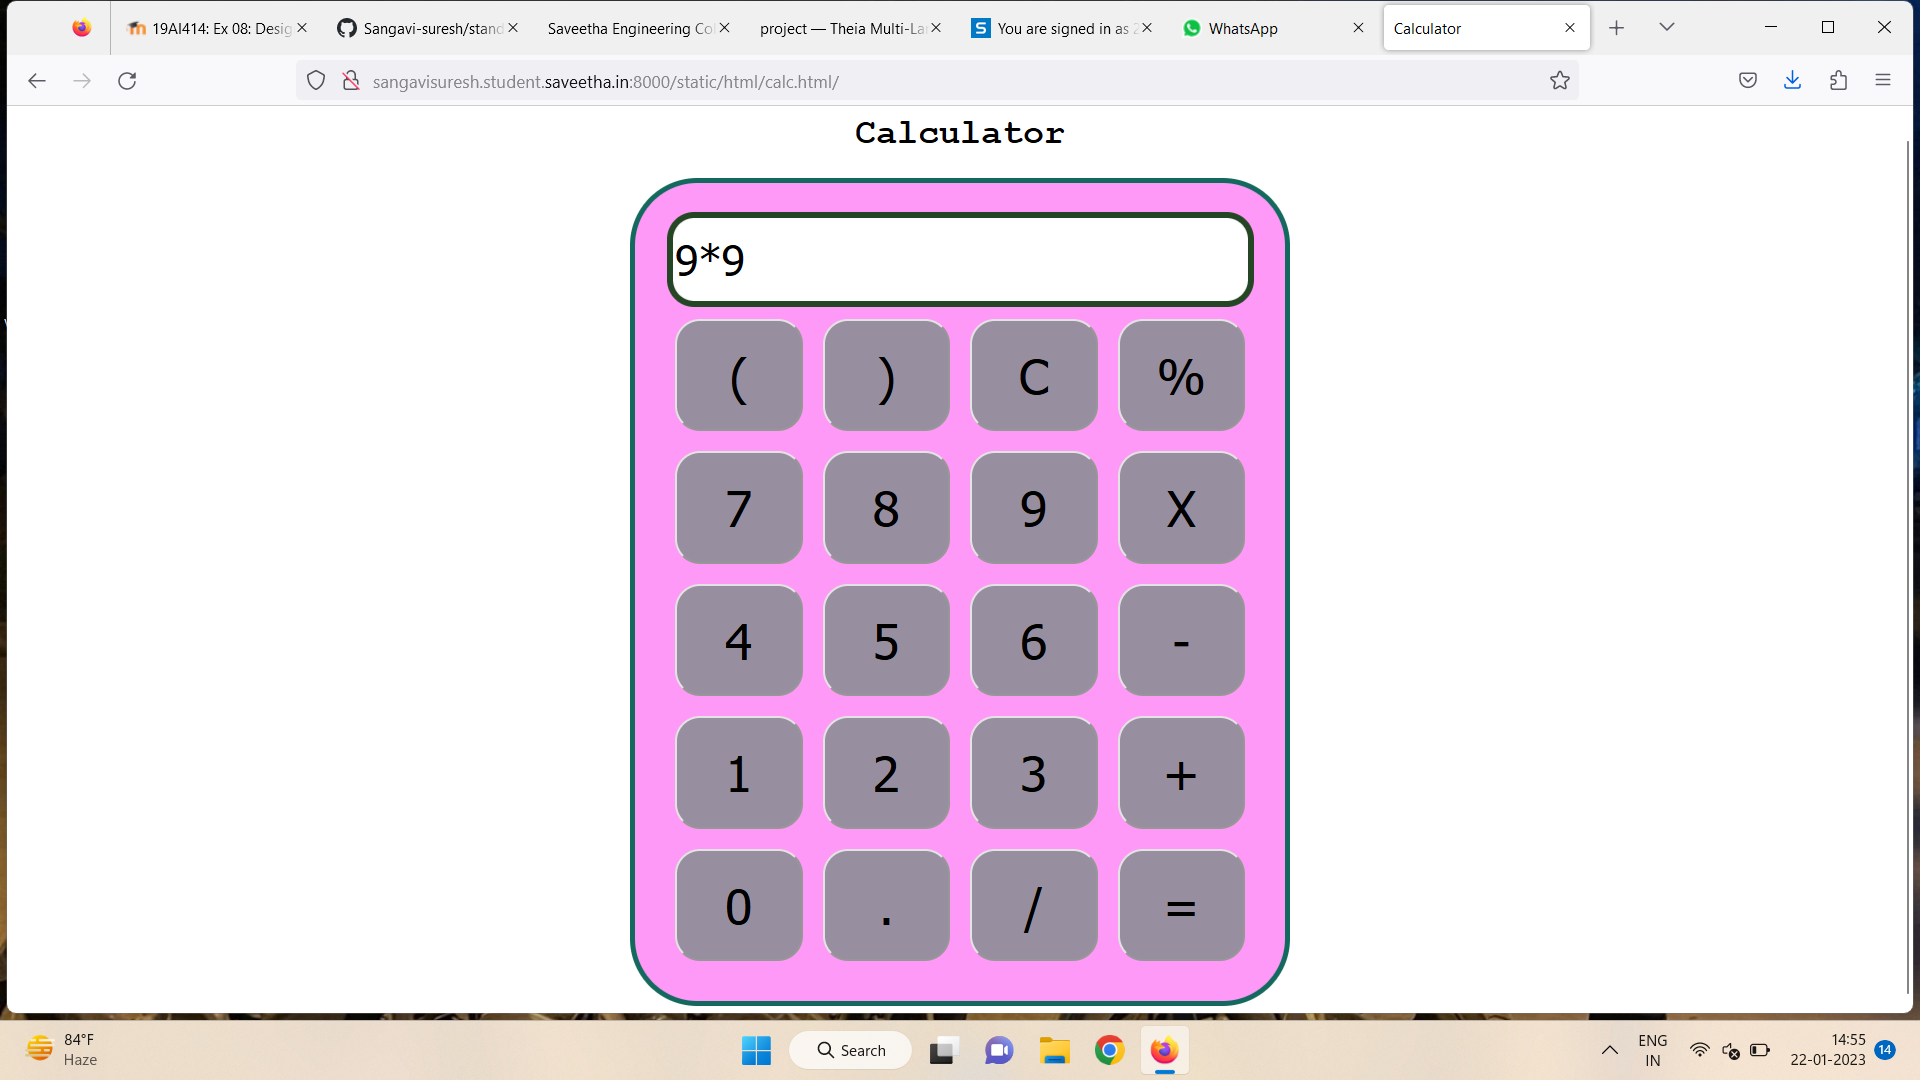 19AI414: Ex 08: Desig
Sangavi-suresh/stand
Saveetha Engineering Co
project — Theia Multi-La
You are signed in as 2
WhatsApp
Calculator
sangavisuresh.student.saveetha.in:8000/static/html/calc.html/
Calculator
9*9
( ) C %
7 8 9 X
4 5 6 -
1 2 3 +
0 . / =
84°F
Haze
Search
ENG
IN
14:55
22-01-2023
14